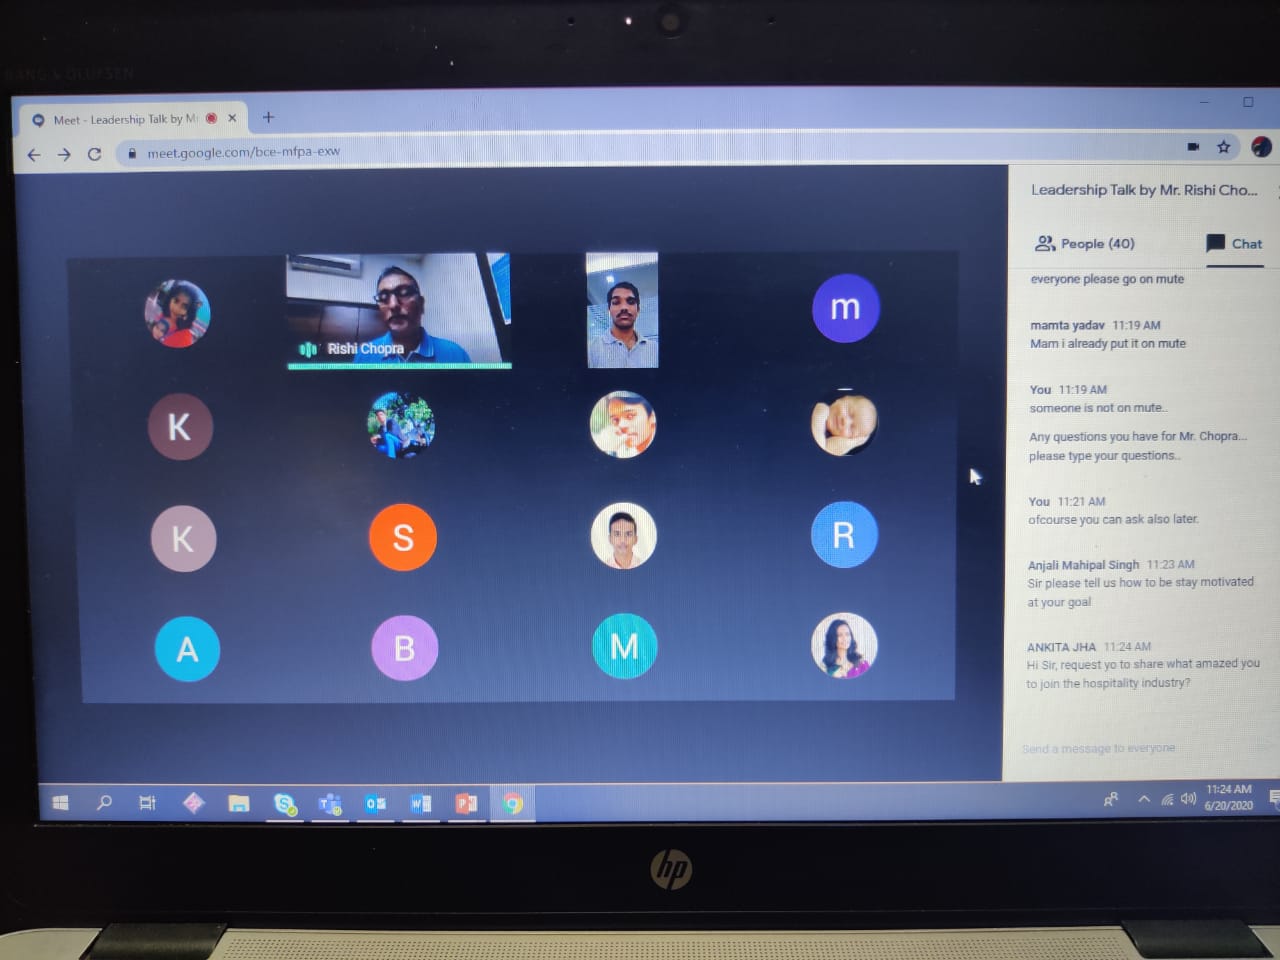 BANG & OLUFSEN
Meet - Leadership Talk by M
meet.google.com/bce-mfpa-exw
Leadership Talk by Mr. Rishi Cho...
People (40)
Chat
everyone please go on mute
mamta yadav 11:19 AM
Mam i already put it on mute
You 11:19 AM
someone is not on mute..
Any questions you have for Mr. Chopra...
please type your questions..
You 11:21 AM
ofcourse you can ask also later.
Anjali Mahipal Singh 11:23 AM
Sir please tell us how to be stay motivated
at your goal
ANKITA JHA 11:24 AM
Hi Sir, request yo to share what amazed you
to join the hospitality industry?
Send a message to everyone
Rishi Chopra
m
K
K
S
R
A
B
M
11:24 AM
6/20/2020
hp